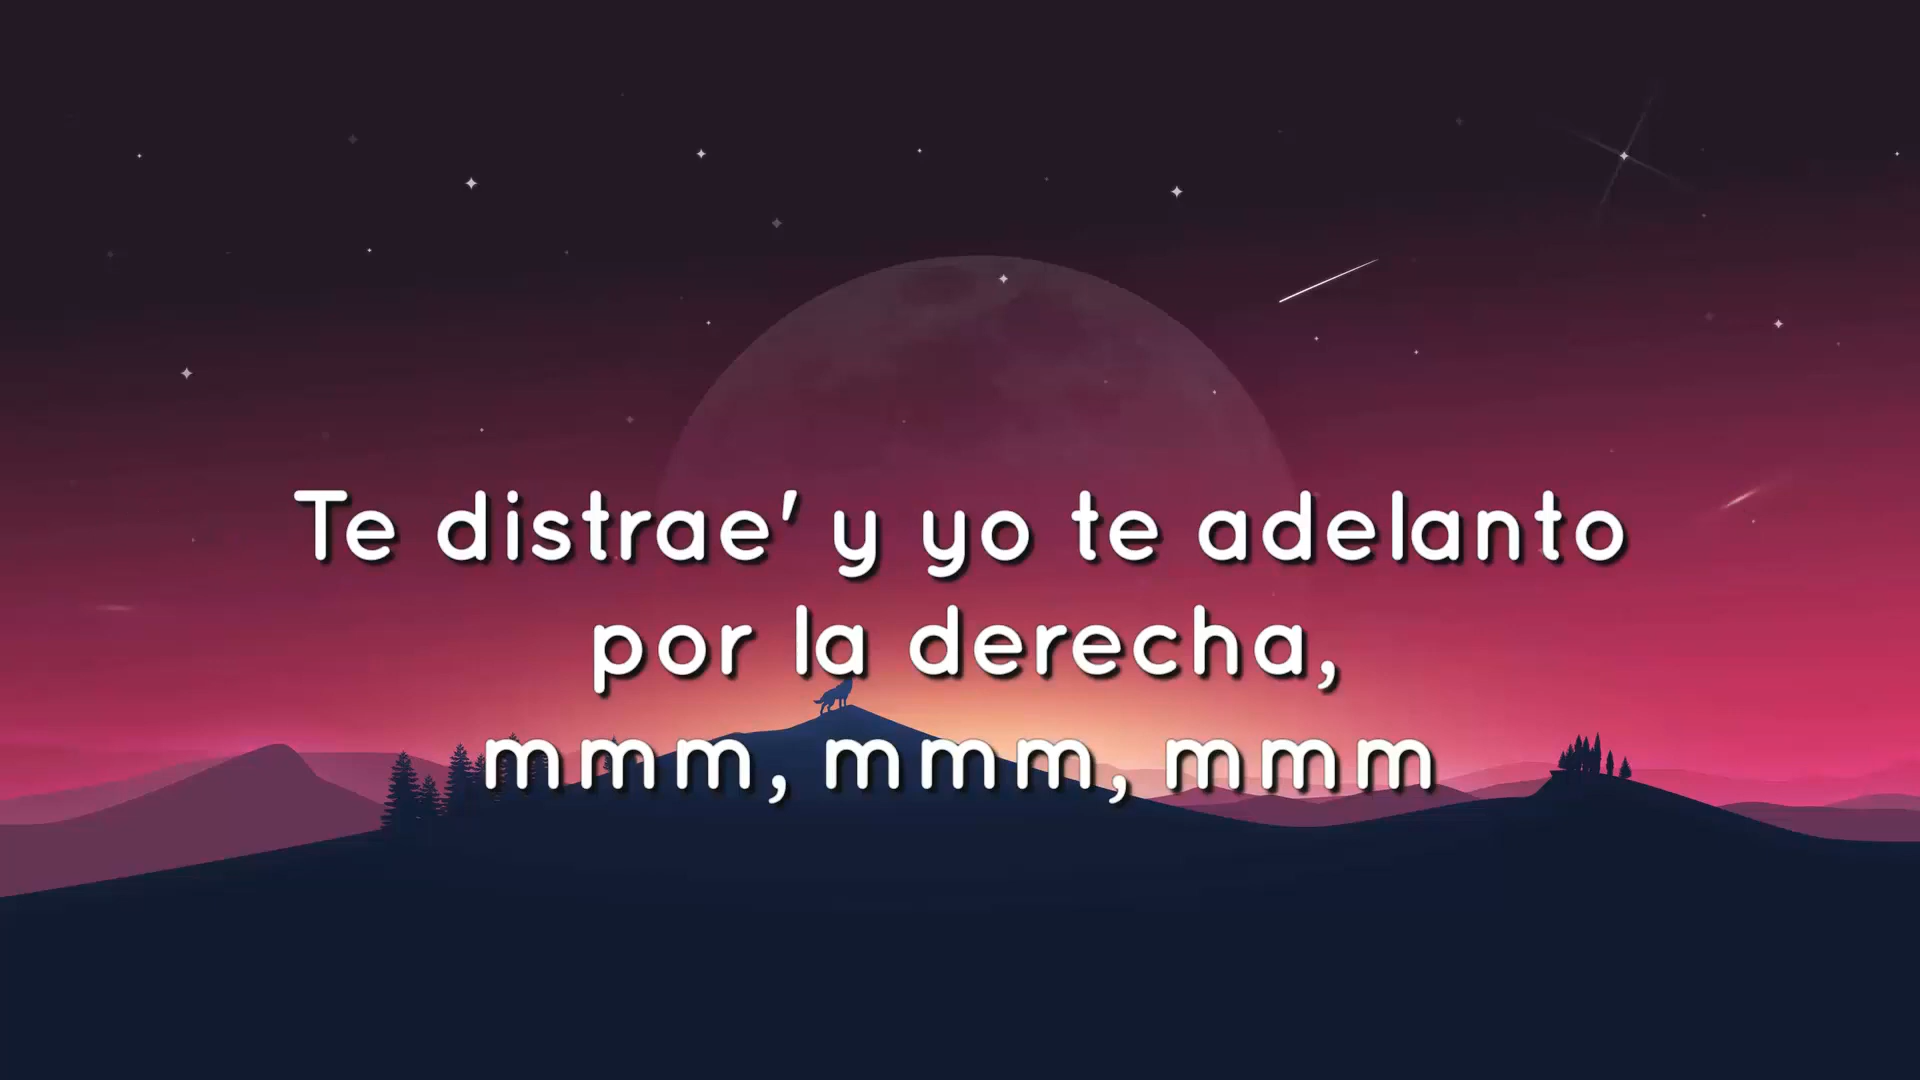 Te distrae' y yo te adelanto
por la derecha,
mmm, mmm, mmm